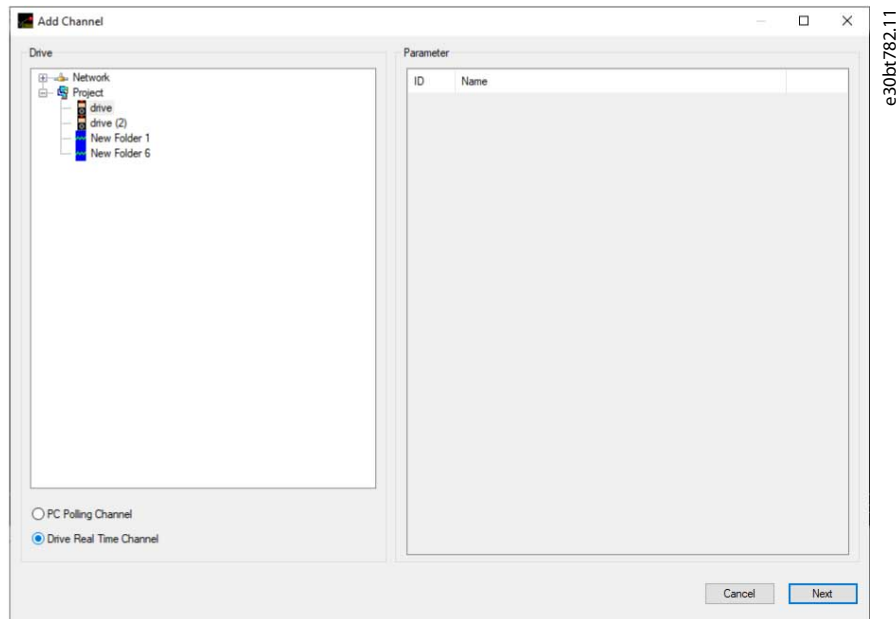 Add Channel
Drive
Network
Project
drive
drive (2)
New Folder 1
New Folder 6
PC Polling Channel
Drive Real Time Channel
Parameter
ID Name
Cancel Next
e30bt782.11